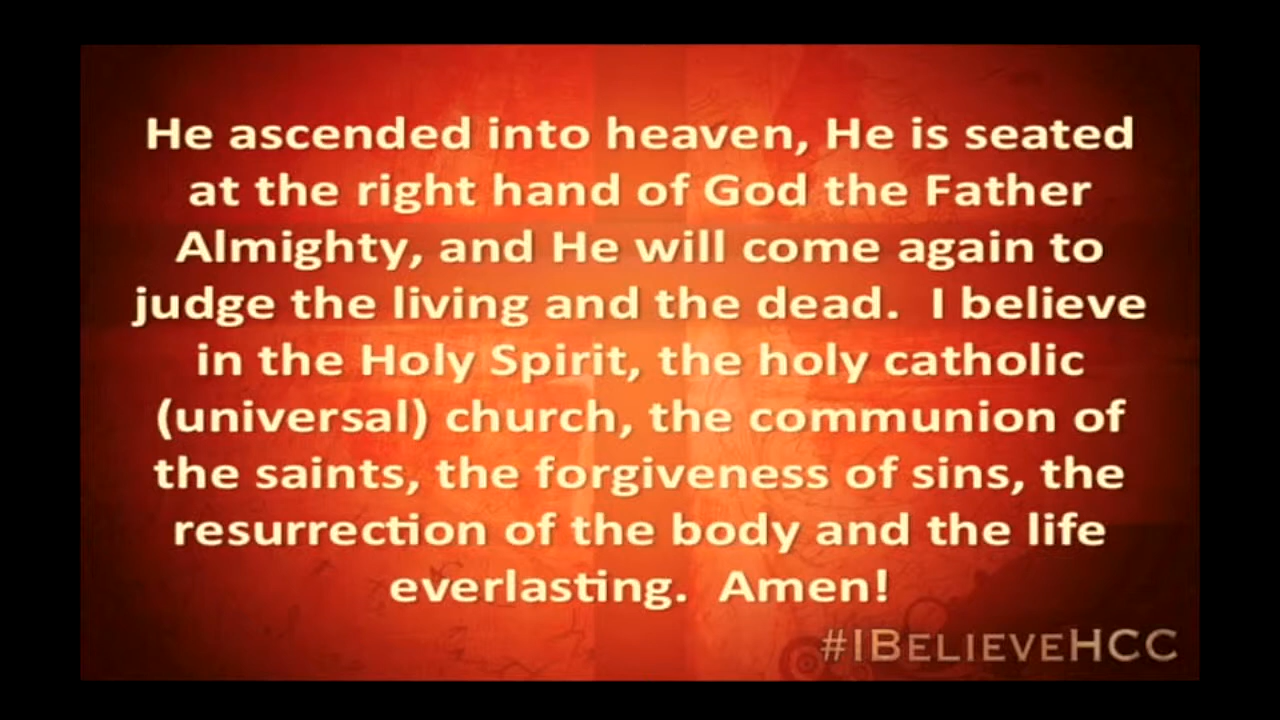 He ascended into heaven, He is seated
at the right hand of God the Father
Almighty, and He will come again to
judge the living and the dead.  I believe
in the Holy Spirit, the holy catholic
(universal) church, the communion of
the saints, the forgiveness of sins, the
resurrection of the body and the life
everlasting.  Amen!
#IBELIEVEHCC